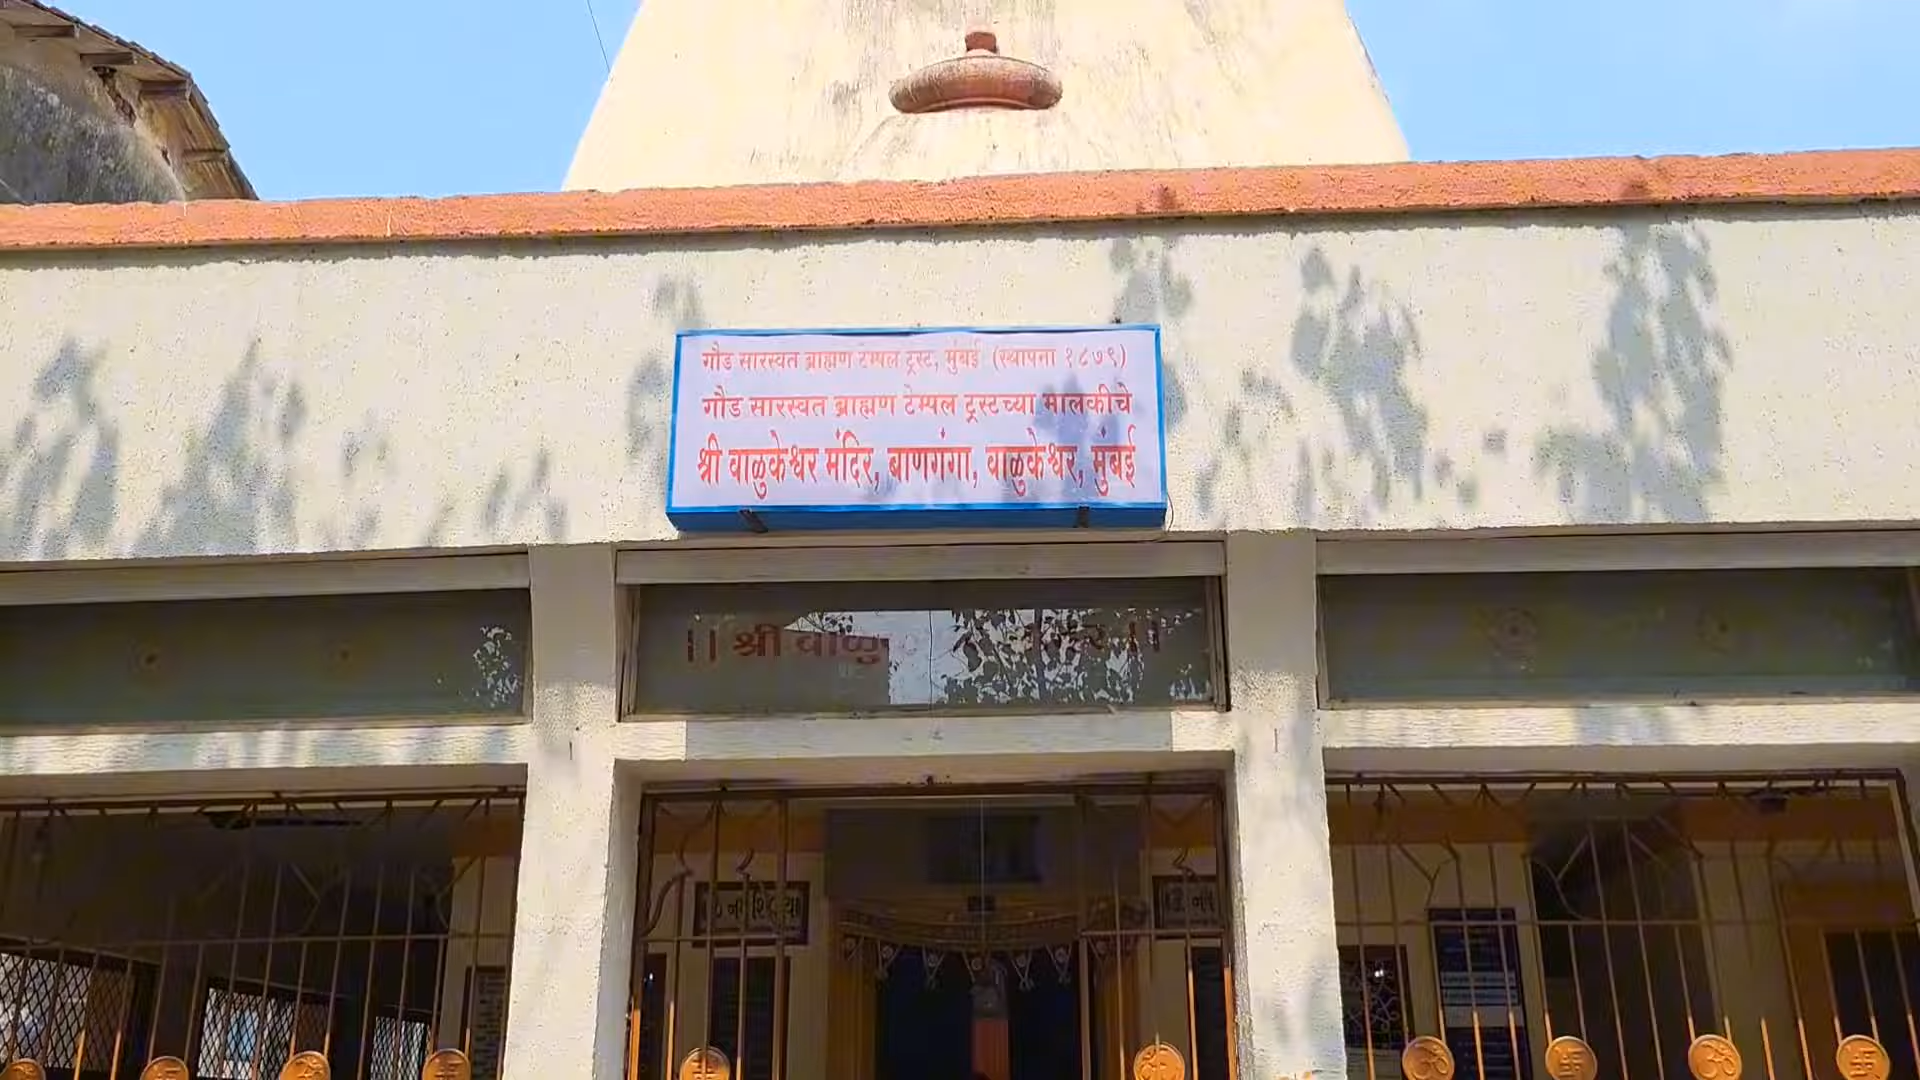 गौड सारस्वत ब्राह्मण टेम्पल ट्रस्ट, मुंबई (स्थापना १८७९)
गौड सारस्वत ब्राह्मण टेम्पल ट्रस्टच्या मालकीचे
श्री वाळुकेश्वर मंदिर, बाणगंगा, वाळुकेश्वर, मुंबई
।। श्री वाळु ।।